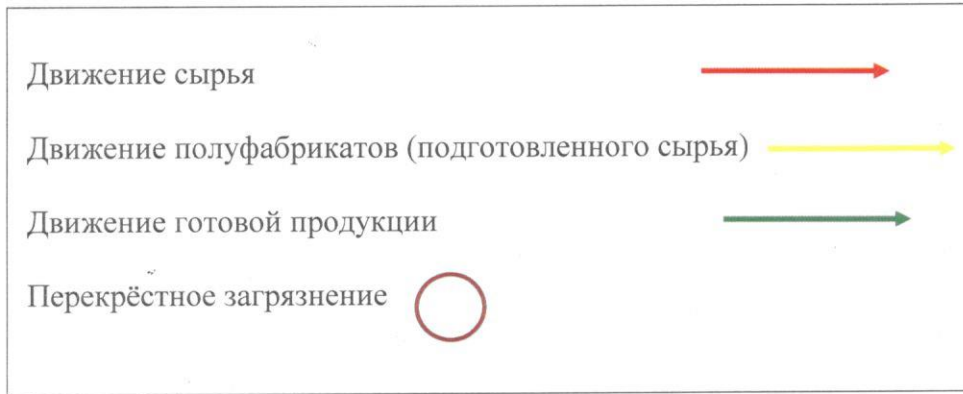 Движение сырья
Движение полуфабрикатов (подготовленного сырья)
Движение готовой продукции
Перекрёстное загрязнение